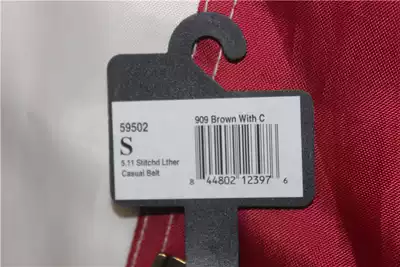 59502
S
5.11 Stitchd Lther
Casual Belt
909 Brown With C
8 44802 12397 6